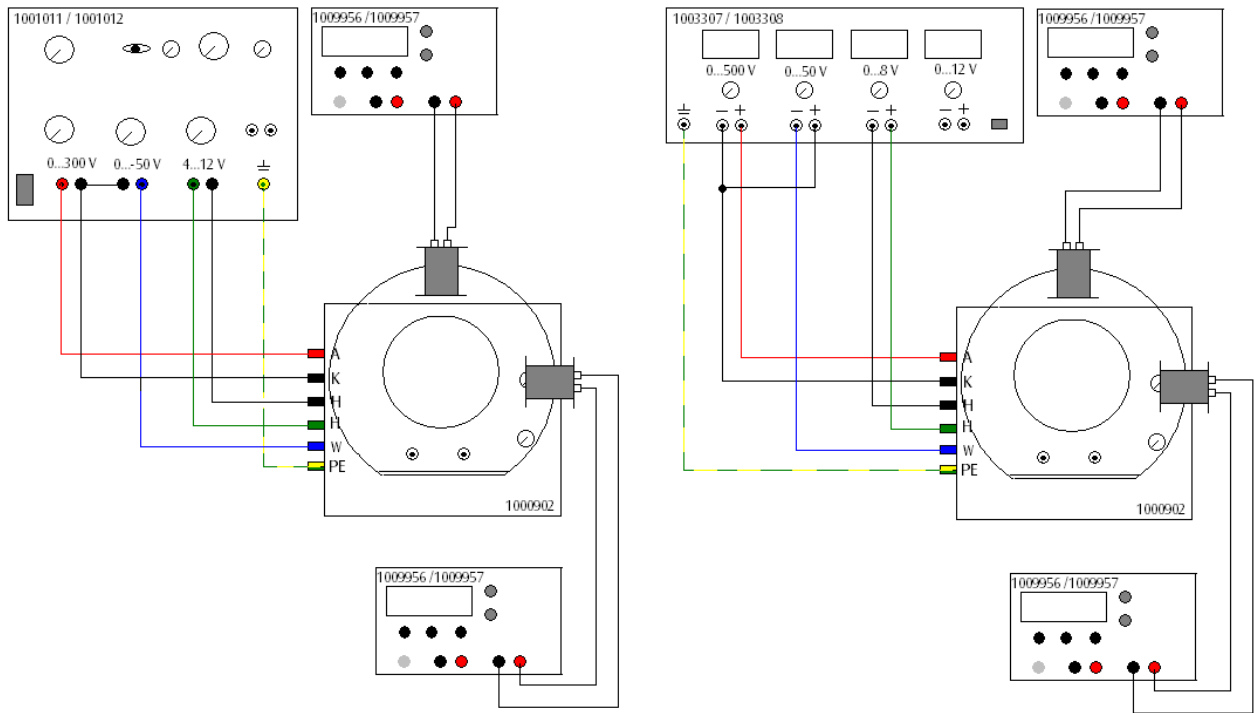 1001011 / 1001012
0...300 V 0...-50 V 4...12 V
1009956 /1009957
A
K
H
H
W
PE
1000902
1009956 /1009957
1003307 / 1003308
0...500 V 0...50 V 0...8 V 0...12 V
− + − + − + − +
1009956 /1009957
A
K
H
H
W
PE
1000902
1009956 /1009957